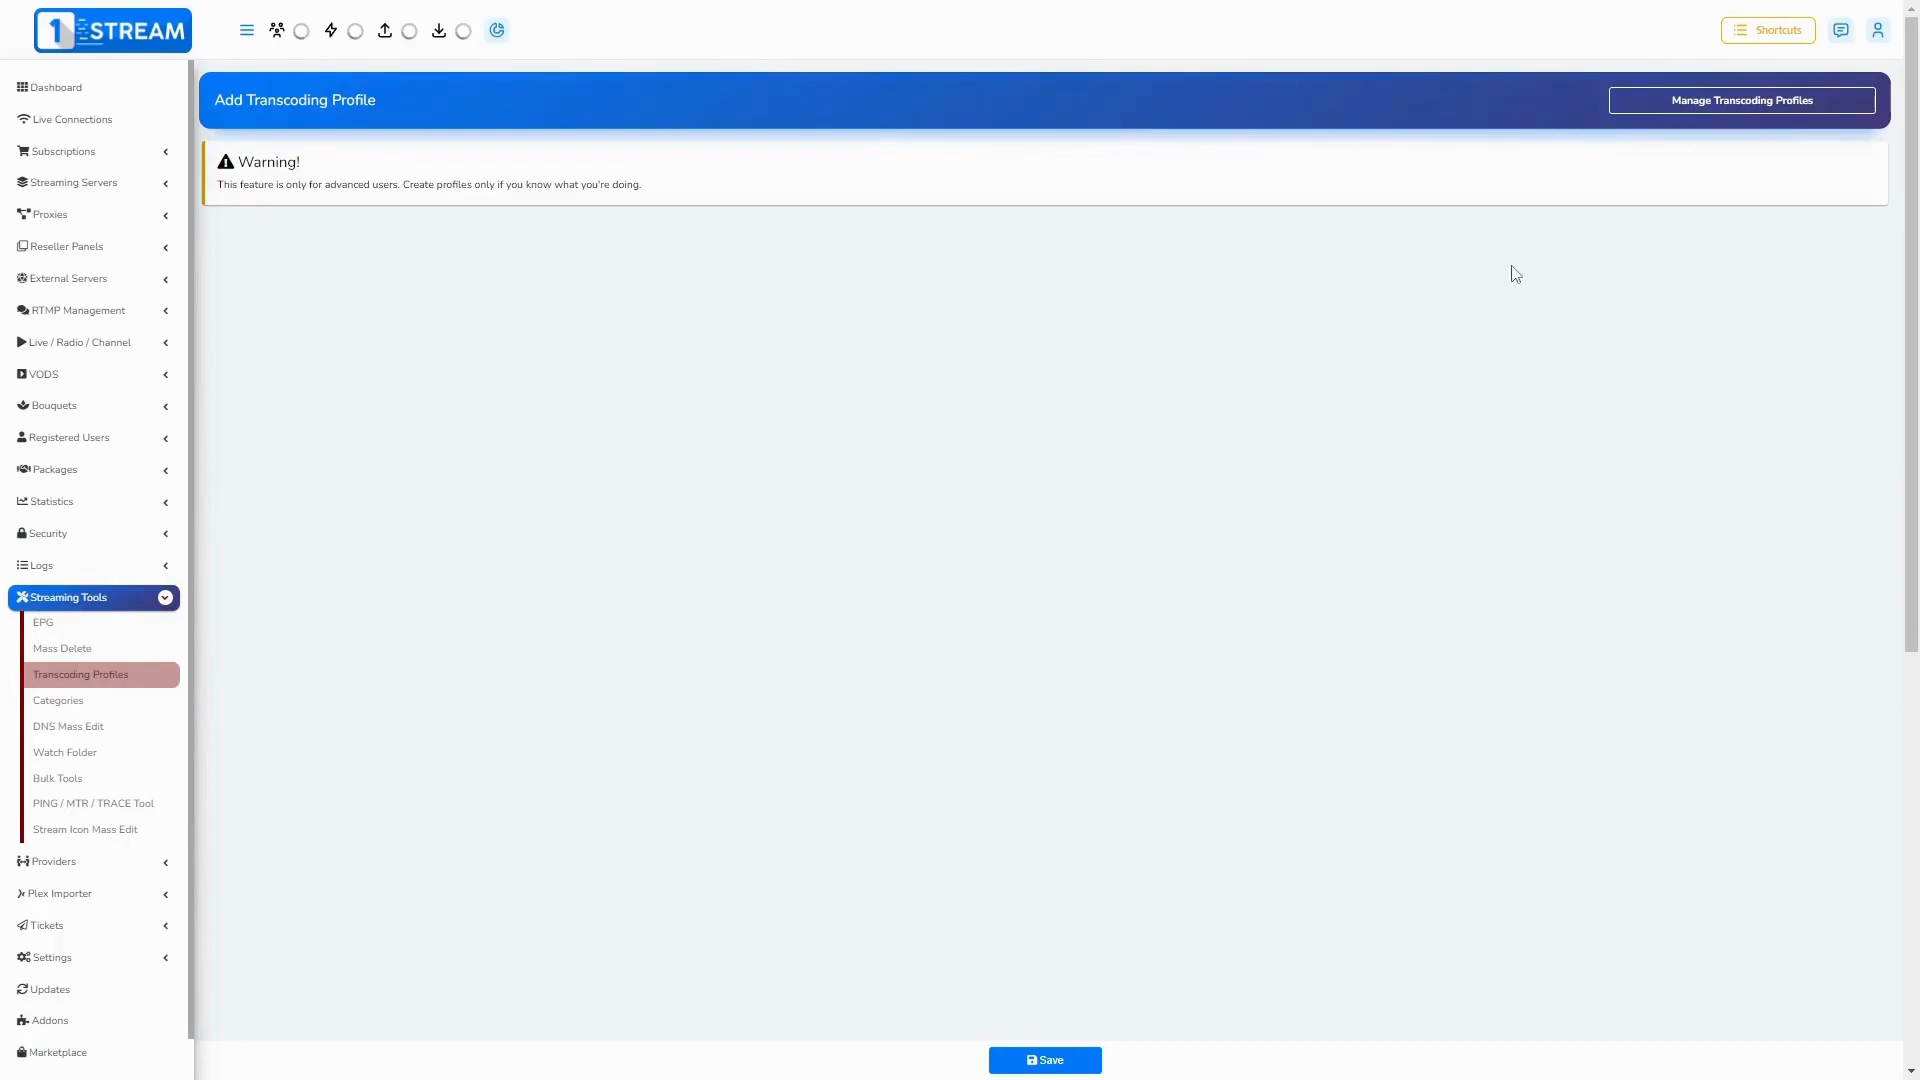 1STREAM
Shortcuts
Dashboard
Live Connections
Subscriptions
Streaming Servers
Proxies
Reseller Panels
External Servers
RTMP Management
Live / Radio / Channel
VODS
Bouquets
Registered Users
Packages
Statistics
Security
Logs
Streaming Tools
EPG
Mass Delete
Transcoding Profiles
Categories
DNS Mass Edit
Watch Folder
Bulk Tools
PING / MTR / TRACE Tool
Stream Icon Mass Edit
Providers
Plex Importer
Tickets
Settings
Updates
Addons
Marketplace
Add Transcoding Profile
Manage Transcoding Profiles
Warning!
This feature is only for advanced users. Create profiles only if you know what you're doing.
Save